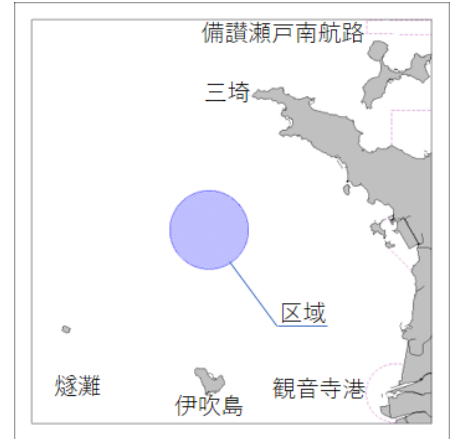 備讃瀬戸南航路
三埼
区域
燧灘
伊吹島
観音寺港